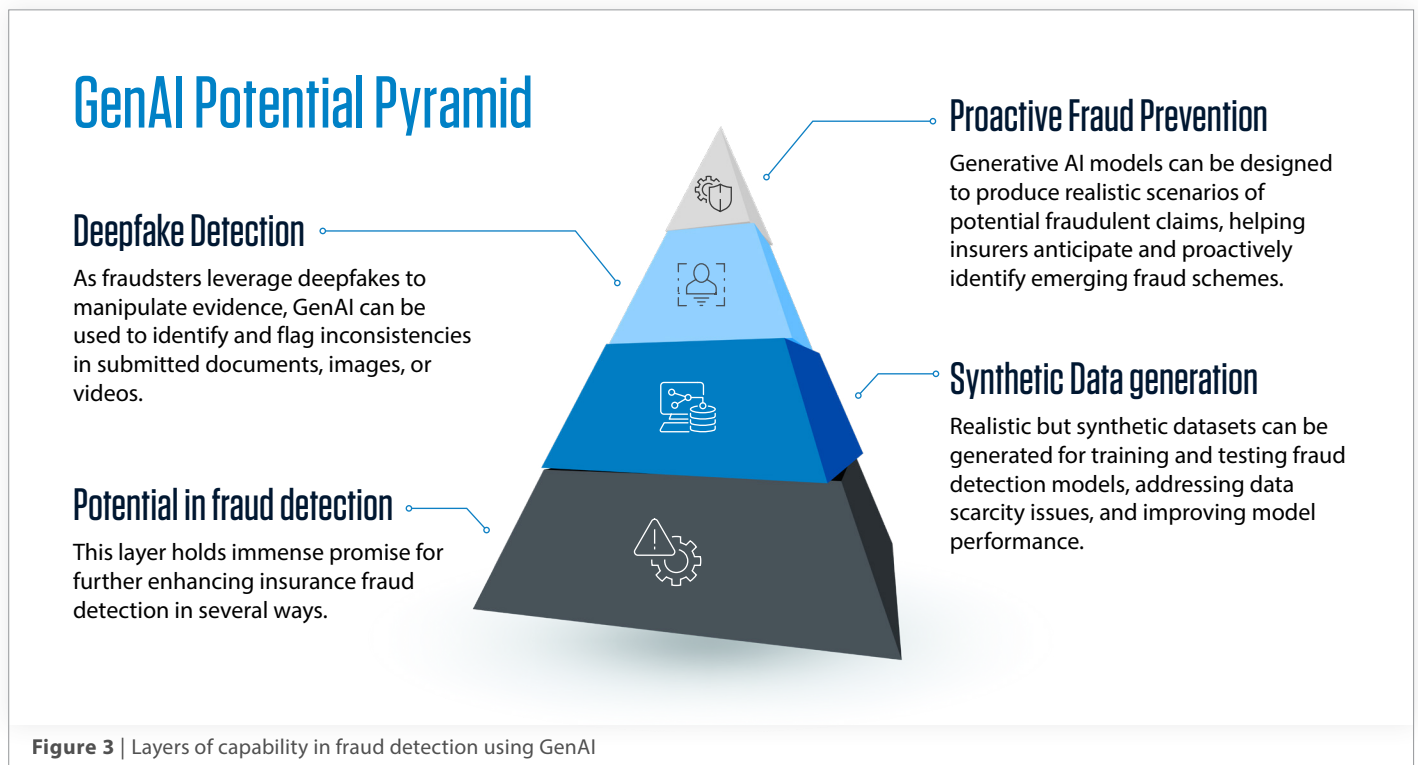 GenAI Potential Pyramid
Deepfake Detection
As fraudsters leverage deepfakes to
manipulate evidence, GenAI can be
used to identify and flag inconsistencies
in submitted documents, images, or
videos.
Potential in fraud detection
This layer holds immense promise for
further enhancing insurance fraud
detection in several ways.
Proactive Fraud Prevention
Generative AI models can be designed
to produce realistic scenarios of
potential fraudulent claims, helping
insurers anticipate and proactively
identify emerging fraud schemes.
Synthetic Data generation
Realistic but synthetic datasets can be
generated for training and testing fraud
detection models, addressing data
scarcity issues, and improving model
performance.
Figure 3 | Layers of capability in fraud detection using GenAI